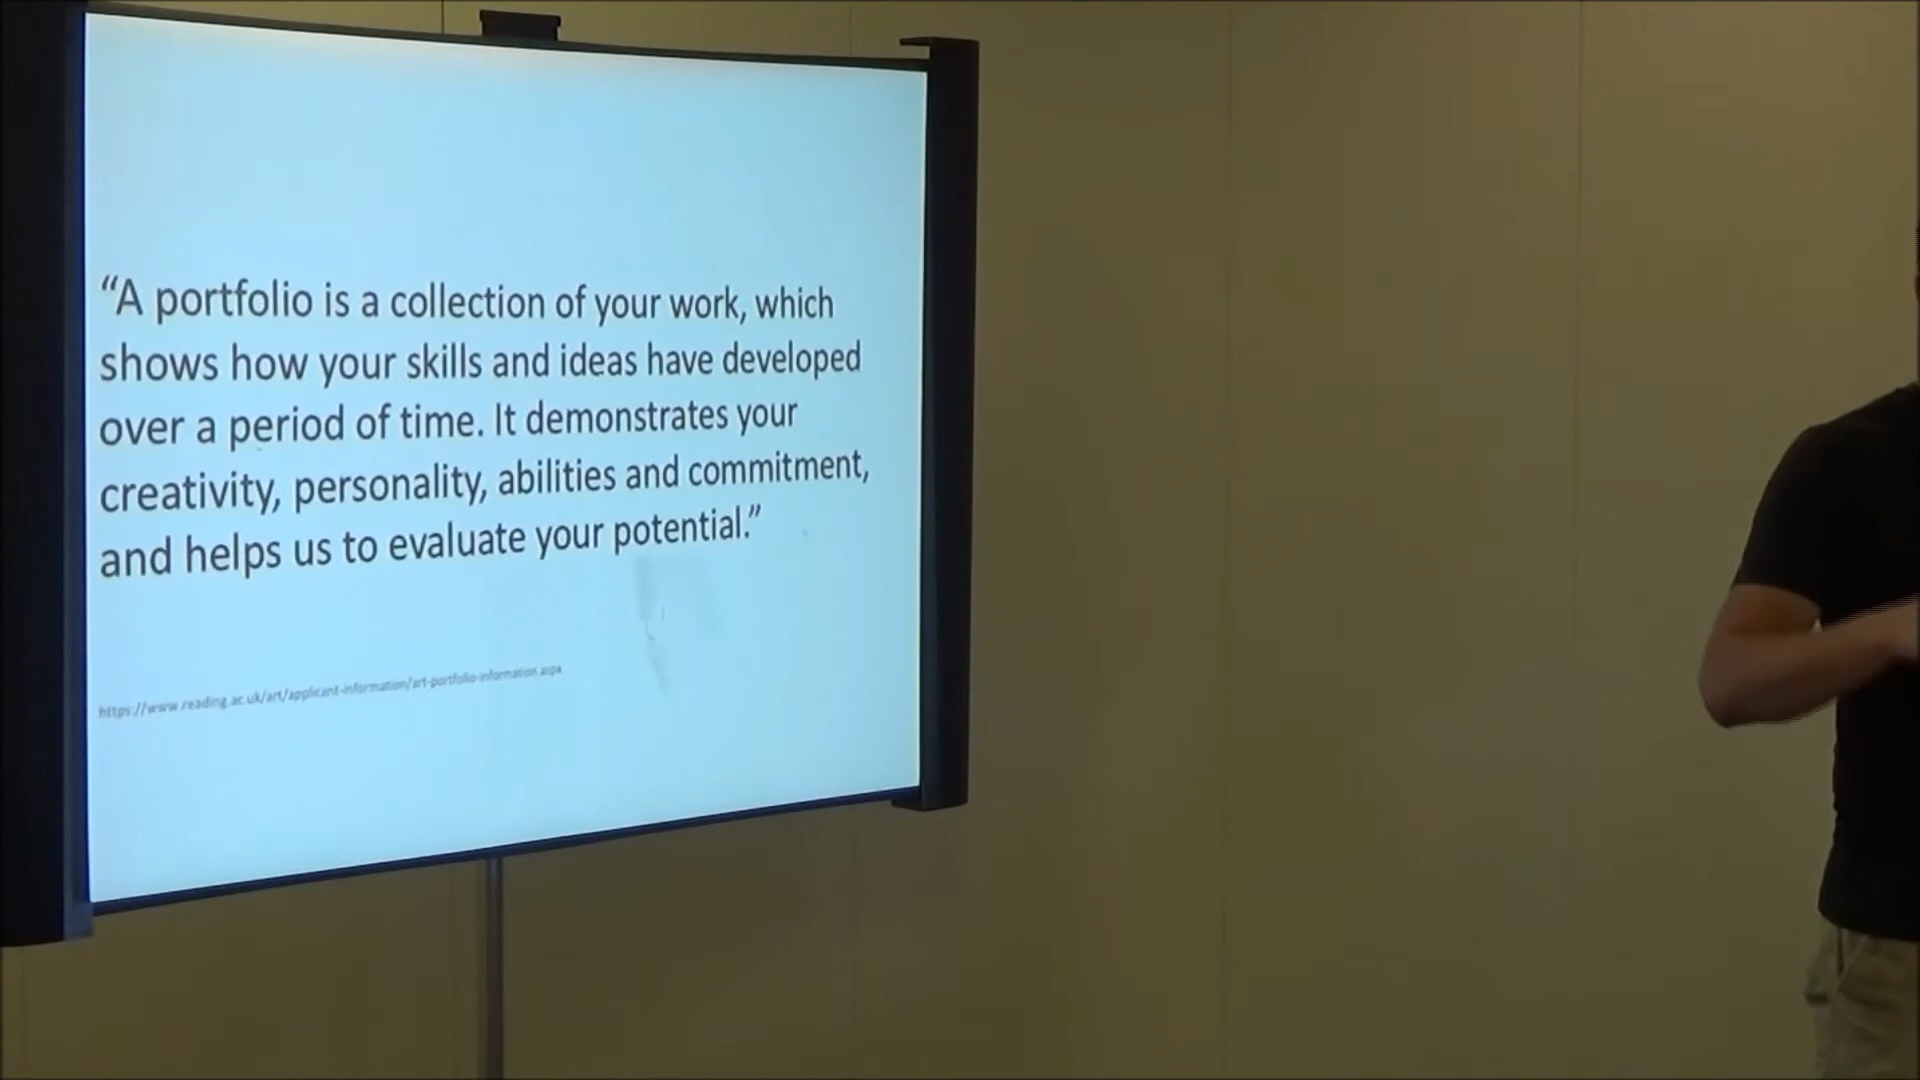 “A portfolio is a collection of your work, which
shows how your skills and ideas have developed
over a period of time. It demonstrates your
creativity, personality, abilities and commitment,
and helps us to evaluate your potential.”
https://www.reading.ac.uk/art/applicant-information/art-portfolio-information.aspx